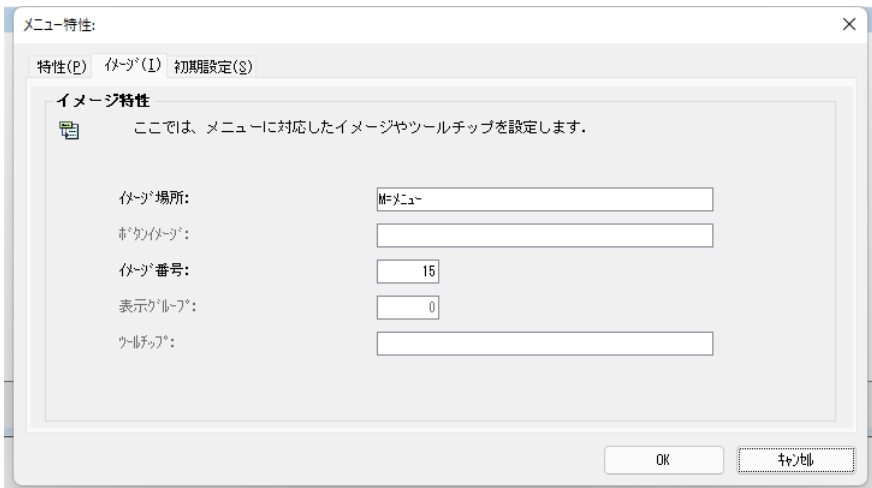 メニュー特性:
特性(P) ｲﾒｰｼﾞ(I) 初期設定(S)
イメージ特性
ここでは、メニューに対応したイメージやツールチップを設定します.
ｲﾒｰｼﾞ場所: M=ﾒﾆｭｰ
ﾎﾞﾀﾝｲﾒｰｼﾞ:
ｲﾒｰｼﾞ番号: 15
表示ｸﾞﾙｰﾌﾟ: 0
ﾂｰﾙﾁｯﾌﾟ:
OK ｷｬﾝｾﾙ